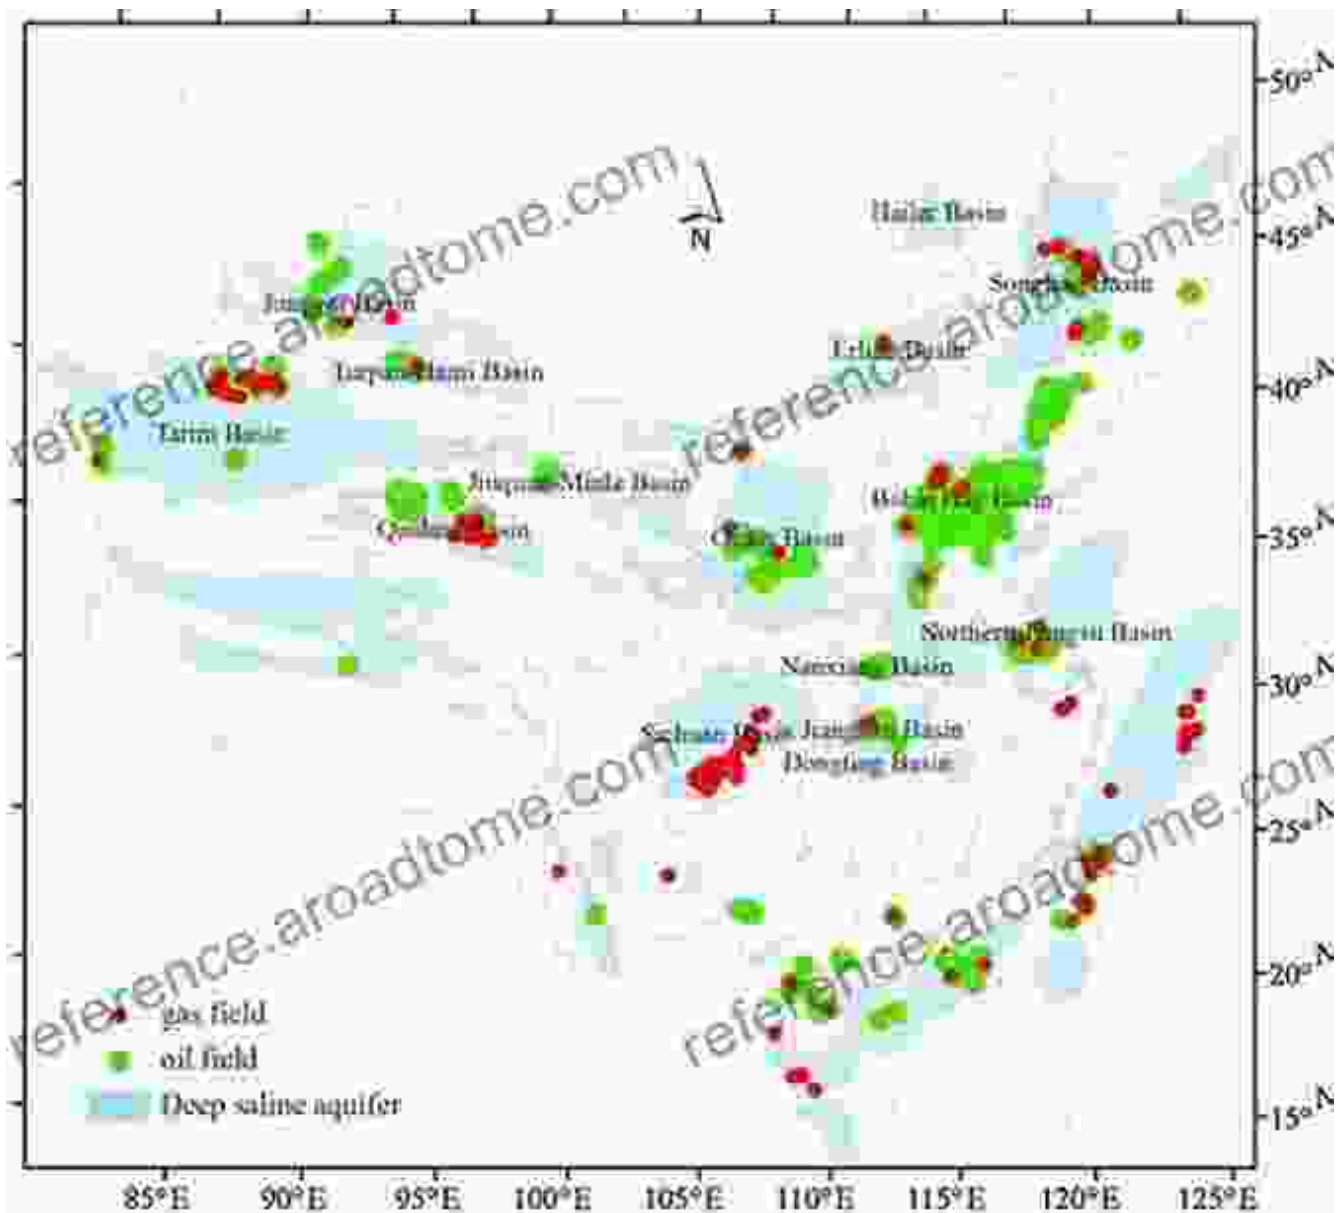 50°N
reference.aroadtome.com
Hailar Basin
N
45°N
reference.aroadtome.com
Songliao Basin
Junggar Basin
Erlian Basin
Turpan-Hami Basin
40°N
Tarim Basin
Jiuquan-Minle Basin
Bohai Bay Basin
Qaidam Basin
Ordos Basin
35°N
Northern Jiangsu Basin
Nanxiang Basin
30°N
Sichuan Basin
Jianghan Basin
Dongting Basin
25°N
reference.aroadtome.com
reference.aroadtome.com
20°N
gas field
oil field
Deep saline aquifer
15°N
85°E 90°E 95°E 100°E 105°E 110°E 115°E 120°E 125°E